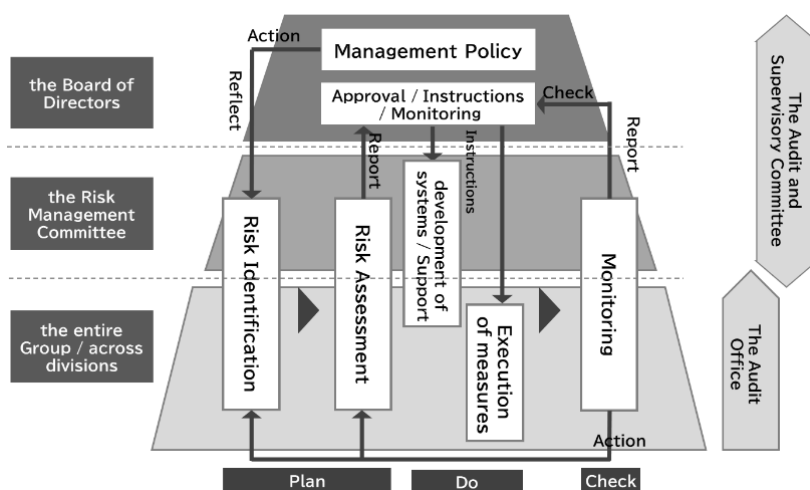 Action
Management Policy
the Board of
Directors
Reflect
Approval / Instructions
/ Monitoring
Check
Report
Instructions
Report
The Audit and
Supervisory Committee
the Risk
Management
Committee
Risk Identification
Risk Assessment
development of
systems / Support
Monitoring
the entire
Group / across
divisions
Execution
of measures
The Audit
Office
Action
Plan
Do
Check